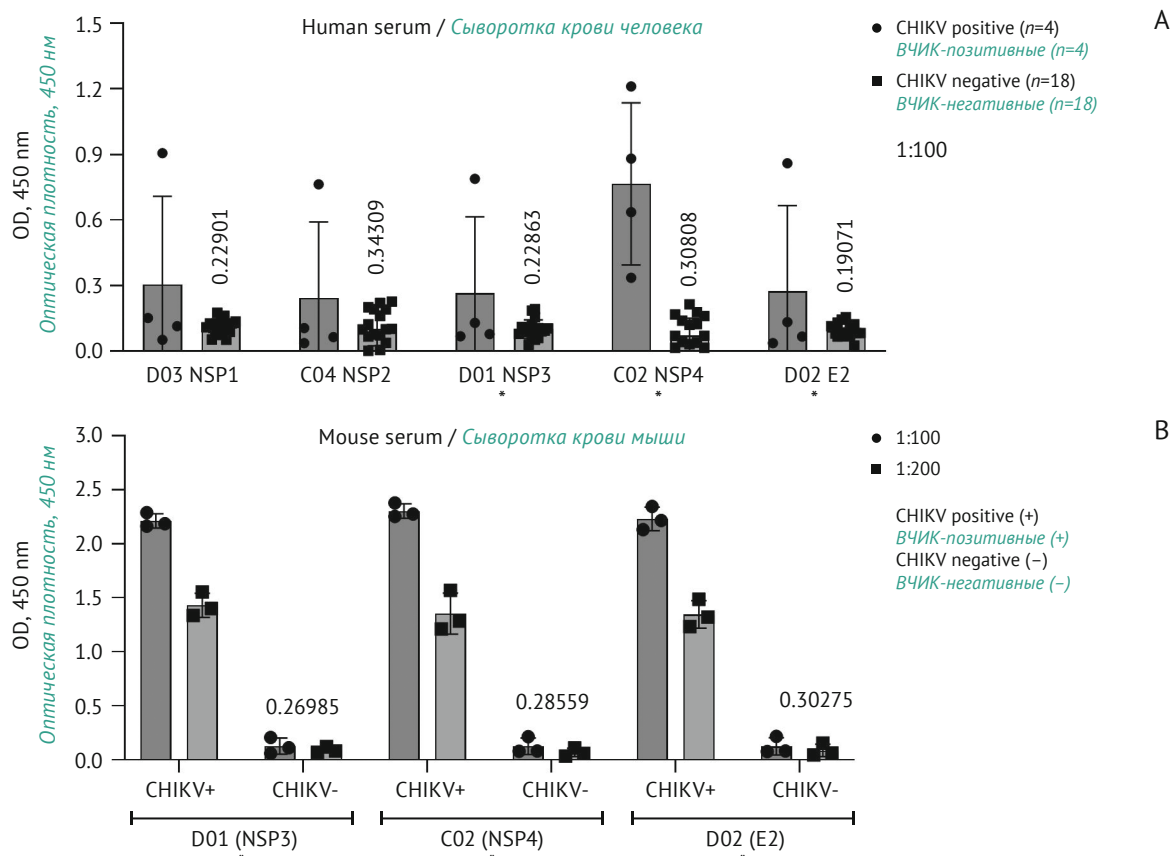 A
Human serum / Сыворотка крови человека
OD, 450 nm
Оптическая плотность, 450 нм
1.5
1.2
0.9
0.6
0.3
0.0
0.22901
0.34309
0.22863
0.30808
0.19071
D03 NSP1
C04 NSP2
D01 NSP3
C02 NSP4
D02 E2
*
*
*
CHIKV positive (n=4)
ВЧИК-позитивные (n=4)
CHIKV negative (n=18)
ВЧИК-негативные (n=18)
1:100
B
Mouse serum / Сыворотка крови мыши
OD, 450 nm
Оптическая плотность, 450 нм
3.0
2.5
2.0
1.5
1.0
0.5
0.0
0.26985
0.28559
0.30275
CHIKV+
CHIKV-
CHIKV+
CHIKV-
CHIKV+
CHIKV-
D01 (NSP3)
C02 (NSP4)
D02 (E2)
*
*
*
1:100
1:200
CHIKV positive (+)
ВЧИК-позитивные (+)
CHIKV negative (–)
ВЧИК-негативные (–)